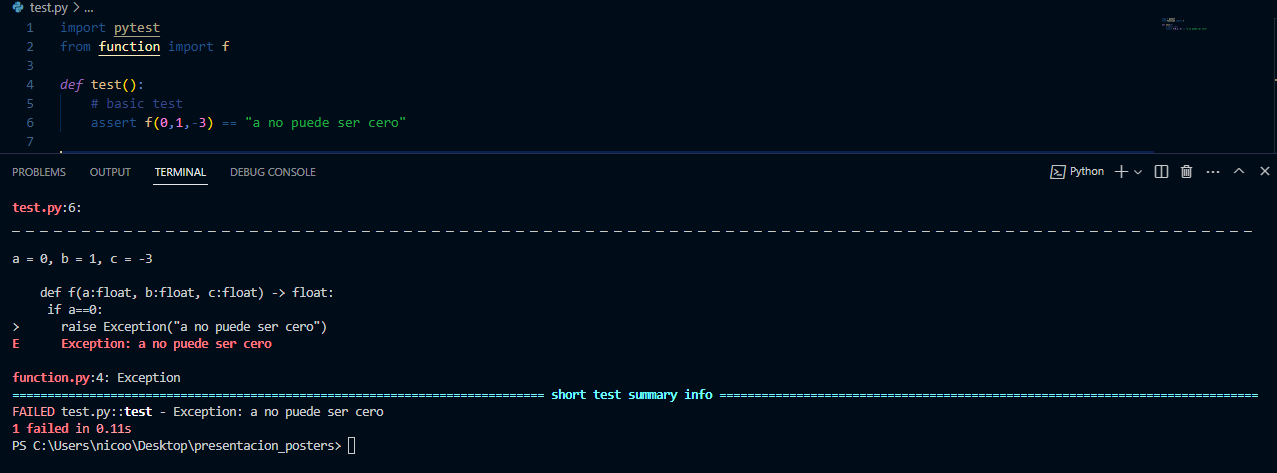 test.py > ...
1 import pytest
2 from function import f
3
4 def test():
5 # basic test
6 assert f(0,1,-3) == "a no puede ser cero"
7
PROBLEMS OUTPUT TERMINAL DEBUG CONSOLE Python
test.py:6:
_ _ _ _ _ _ _ _ _ _ _ _ _ _ _ _ _ _ _ _ _ _ _ _ _ _ _ _ _ _ _ _ _ _ _ _ _ _ _ _ _ _ _ _ _ _ _ _ _ _ _ _ _ _ _ _ _ _ _ _ _ _ _ _ _ _ _ _ _ _ _ _ _ _ _ _ _ _ _ _ _ _ _ _ _ _ _ _ _
a = 0, b = 1, c = -3
def f(a:float, b:float, c:float) -> float:
if a==0:
> raise Exception("a no puede ser cero")
E Exception: a no puede ser cero
function.py:4: Exception
============================================================================ short test summary info =============================================================================
FAILED test.py::test - Exception: a no puede ser cero
1 failed in 0.11s
PS C:\Users\nicoo\Desktop\presentacion_posters>